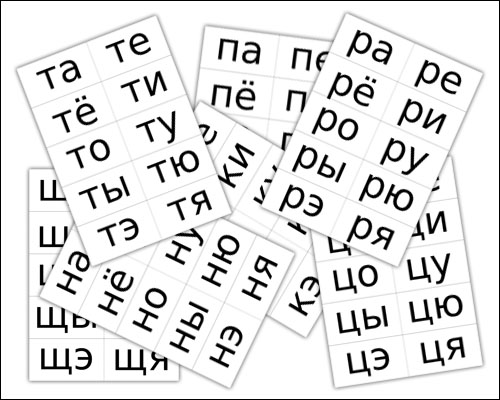 та те
тё ти
то ту
ты тю
тэ тя
па
пё
ра ре
рё ри
ро ру
ры рю
рэ ря
ки
кэ
на
нё
но ню
ны ня
нэ
щэ щя
ци
цо цу
цы цю
цэ ця